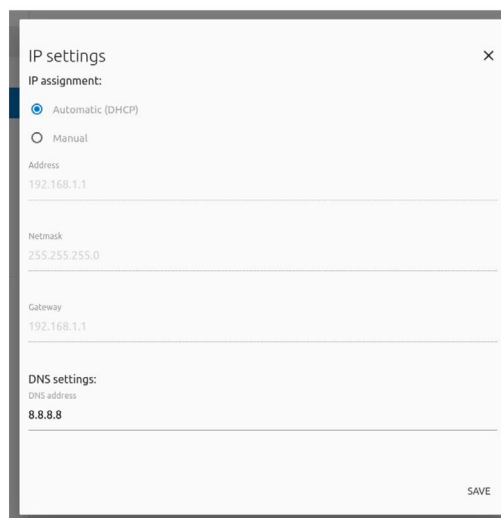 IP settings
IP assignment:
Automatic (DHCP)
Manual
Address
192.168.1.1
Netmask
255.255.255.0
Gateway
192.168.1.1
DNS settings:
DNS address
8.8.8.8
SAVE